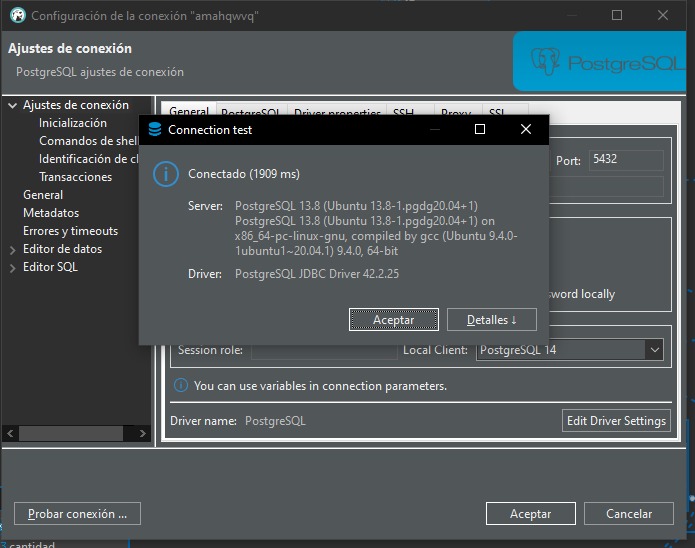 Configuración de la conexión "amahqwvq"
Ajustes de conexión
PostgreSQL ajustes de conexión
PostgreSQL
Ajustes de conexión
Inicialización
Comandos de shell
Identificación de cl
Transacciones
General
Metadatos
Errores y timeouts
Editor de datos
Editor SQL
General PostgreSQL Driver properties SSH Proxy SSL
Port: 5432
Connection test
Conectado (1909 ms)
Server: PostgreSQL 13.8 (Ubuntu 13.8-1.pgdg20.04+1)
PostgreSQL 13.8 (Ubuntu 13.8-1.pgdg20.04+1) on
x86_64-pc-linux-gnu, compiled by gcc (Ubuntu 9.4.0-
1ubuntu1~20.04.1) 9.4.0, 64-bit
Driver: PostgreSQL JDBC Driver 42.2.25
Aceptar Detalles ↓
sword locally
Session role: Local Client: PostgreSQL 14
You can use variables in connection parameters.
Driver name: PostgreSQL Edit Driver Settings
Probar conexión ... Aceptar Cancelar
3 cantidad